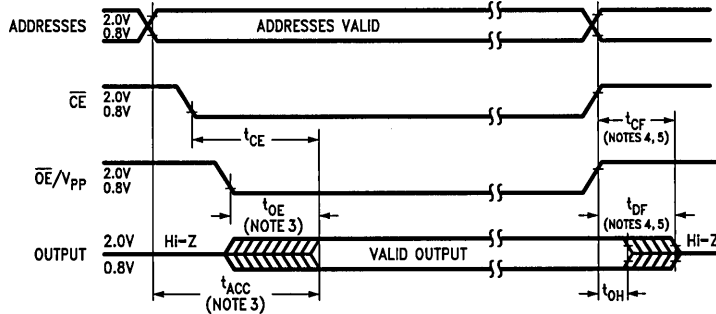 ADDRESSES 2.0V 0.8V ADDRESSES VALID
CE 2.0V 0.8V
tCE
tCF
(NOTES 4, 5)
OE/VPP 2.0V 0.8V
tOE
(NOTE 3)
tDF
(NOTES 4, 5)
OUTPUT 2.0V 0.8V Hi-Z VALID OUTPUT Hi-Z
tACC
(NOTE 3)
tOH